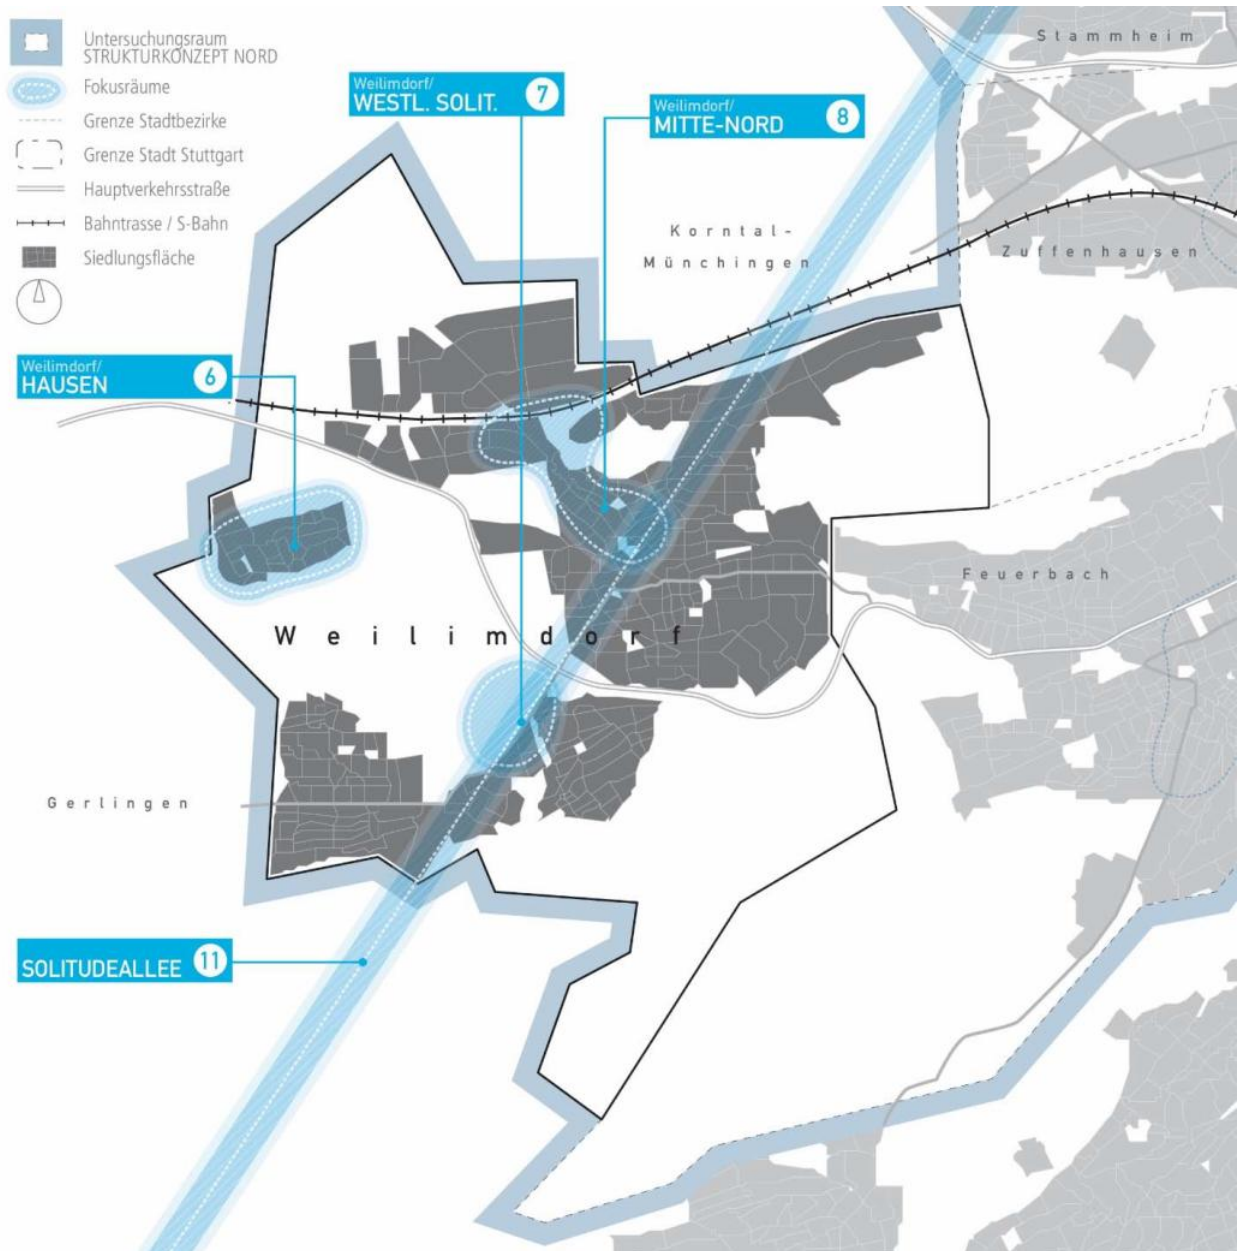 Untersuchungsraum
STRUKTURKONZEPT NORD
Fokusräume
Grenze Stadtbezirke
Grenze Stadt Stuttgart
Hauptverkehrsstraße
Bahntrasse / S-Bahn
Siedlungsfläche
Weilimdorf/
WESTL. SOLIT. 7
Weilimdorf/
MITTE-NORD 8
Stammheim
Korntal-
Münchingen
Zuffenhausen
Weilimdorf/
HAUSEN 6
Feuerbach
Weilimdorf
Gerlingen
SOLITUDEALLEE 11